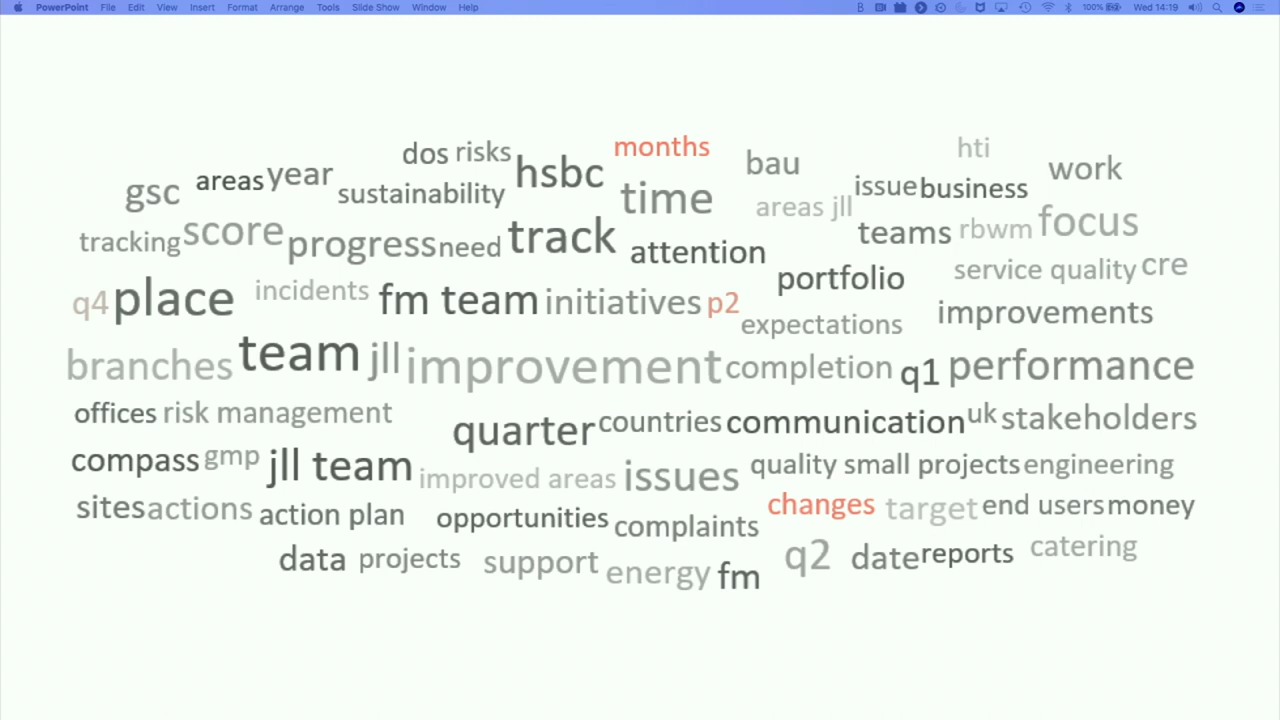 PowerPoint File Edit View Insert Format Arrange Tools Slide Show Window Help 100% Wed 14:19
dos risks months bau hti
gsc areas year sustainability hsbc time areas jll issue business work
tracking score progress need track attention teams rbwm focus
portfolio service quality cre
q4 place incidents fm team initiatives p2 expectations improvements
branches team jll improvement completion q1 performance
offices risk management quarter countries communication uk stakeholders
compass gmp jll team improved areas issues quality small projects engineering
sites actions action plan opportunities complaints changes target end users money
data projects support energy fm q2 date reports catering